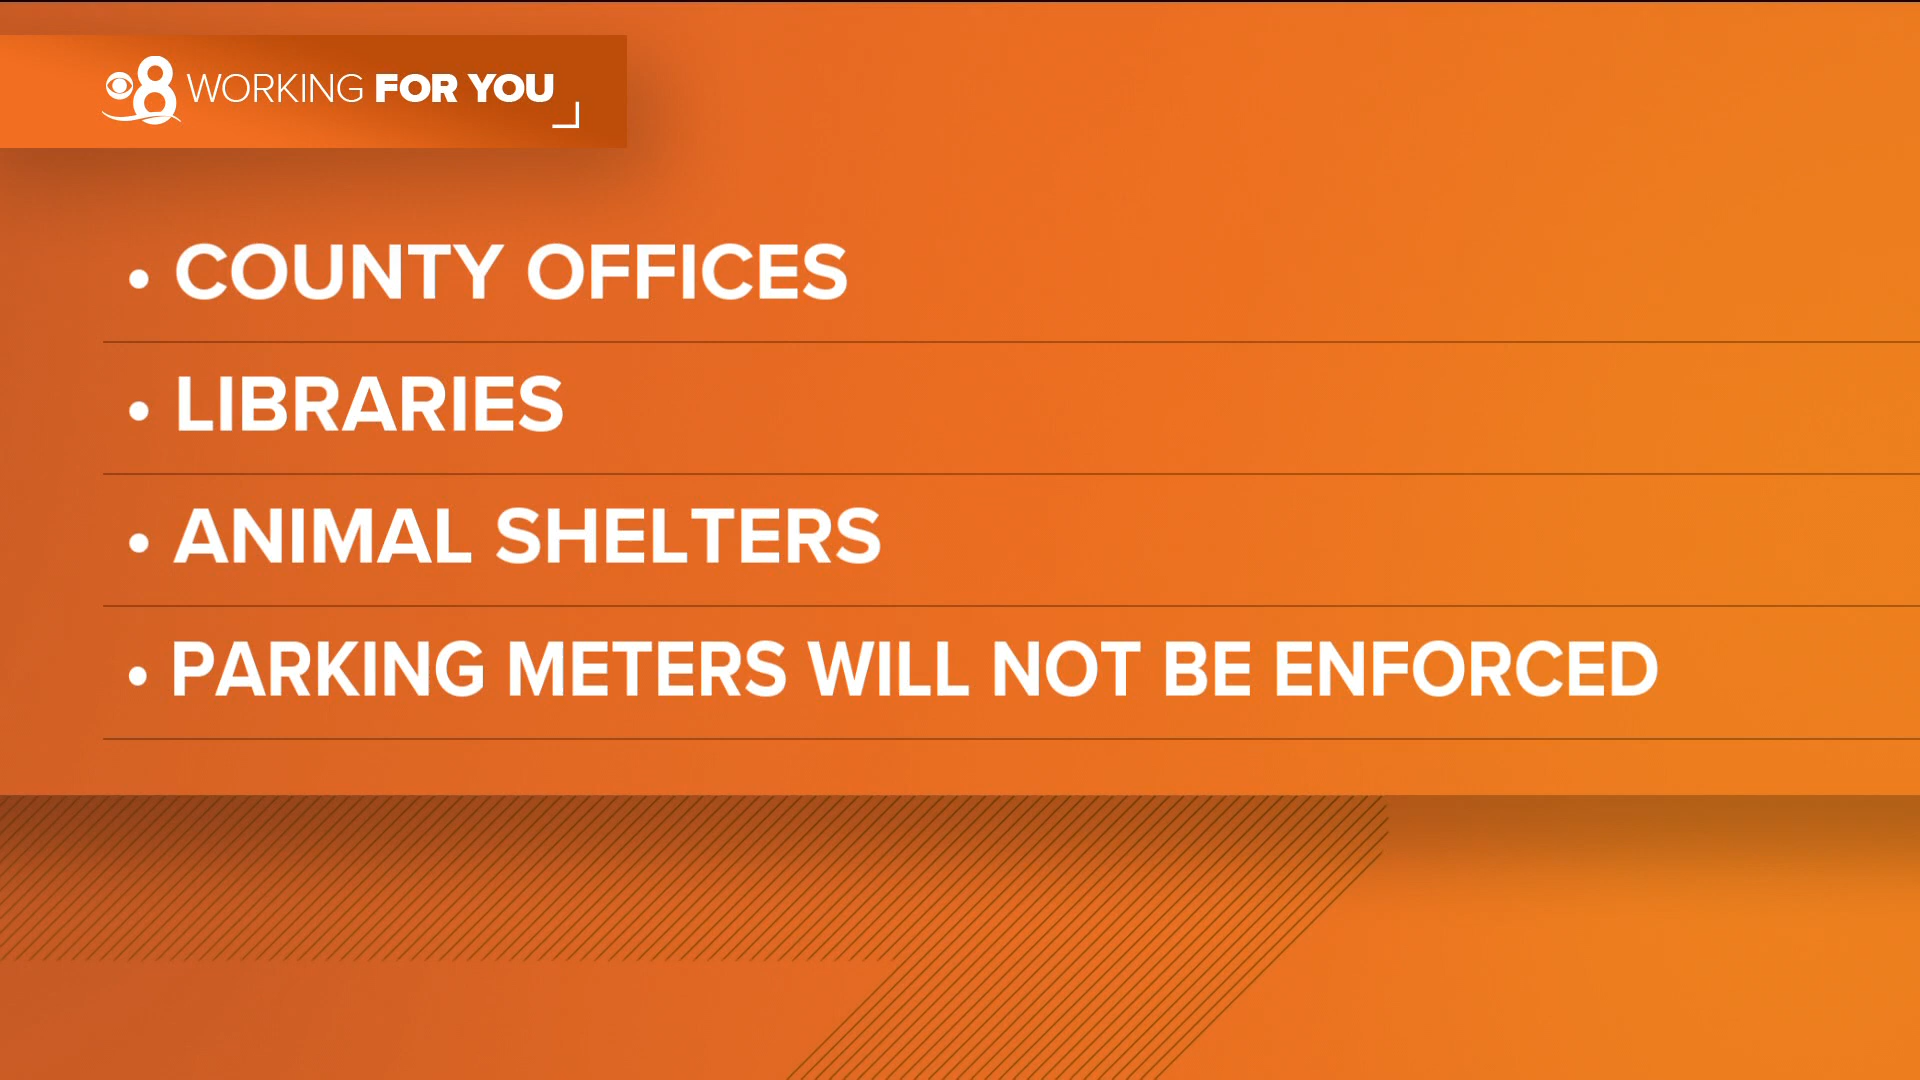 8 WORKING FOR YOU
• COUNTY OFFICES
• LIBRARIES
• ANIMAL SHELTERS
• PARKING METERS WILL NOT BE ENFORCED